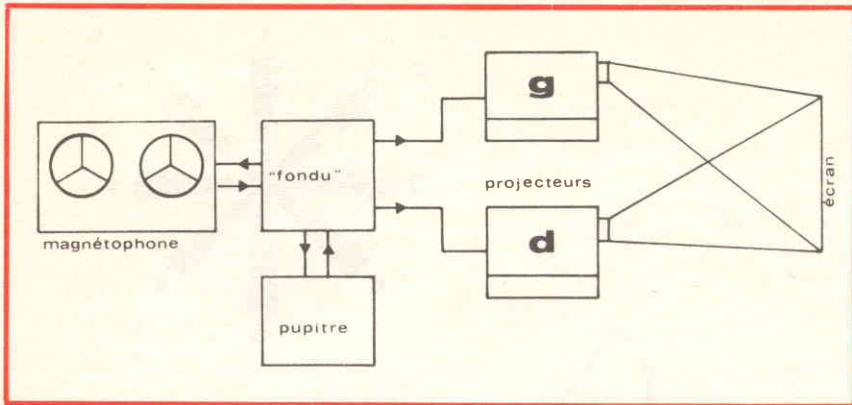 g
"fondu"
projecteurs
écran
magnétophone
d
pupitre